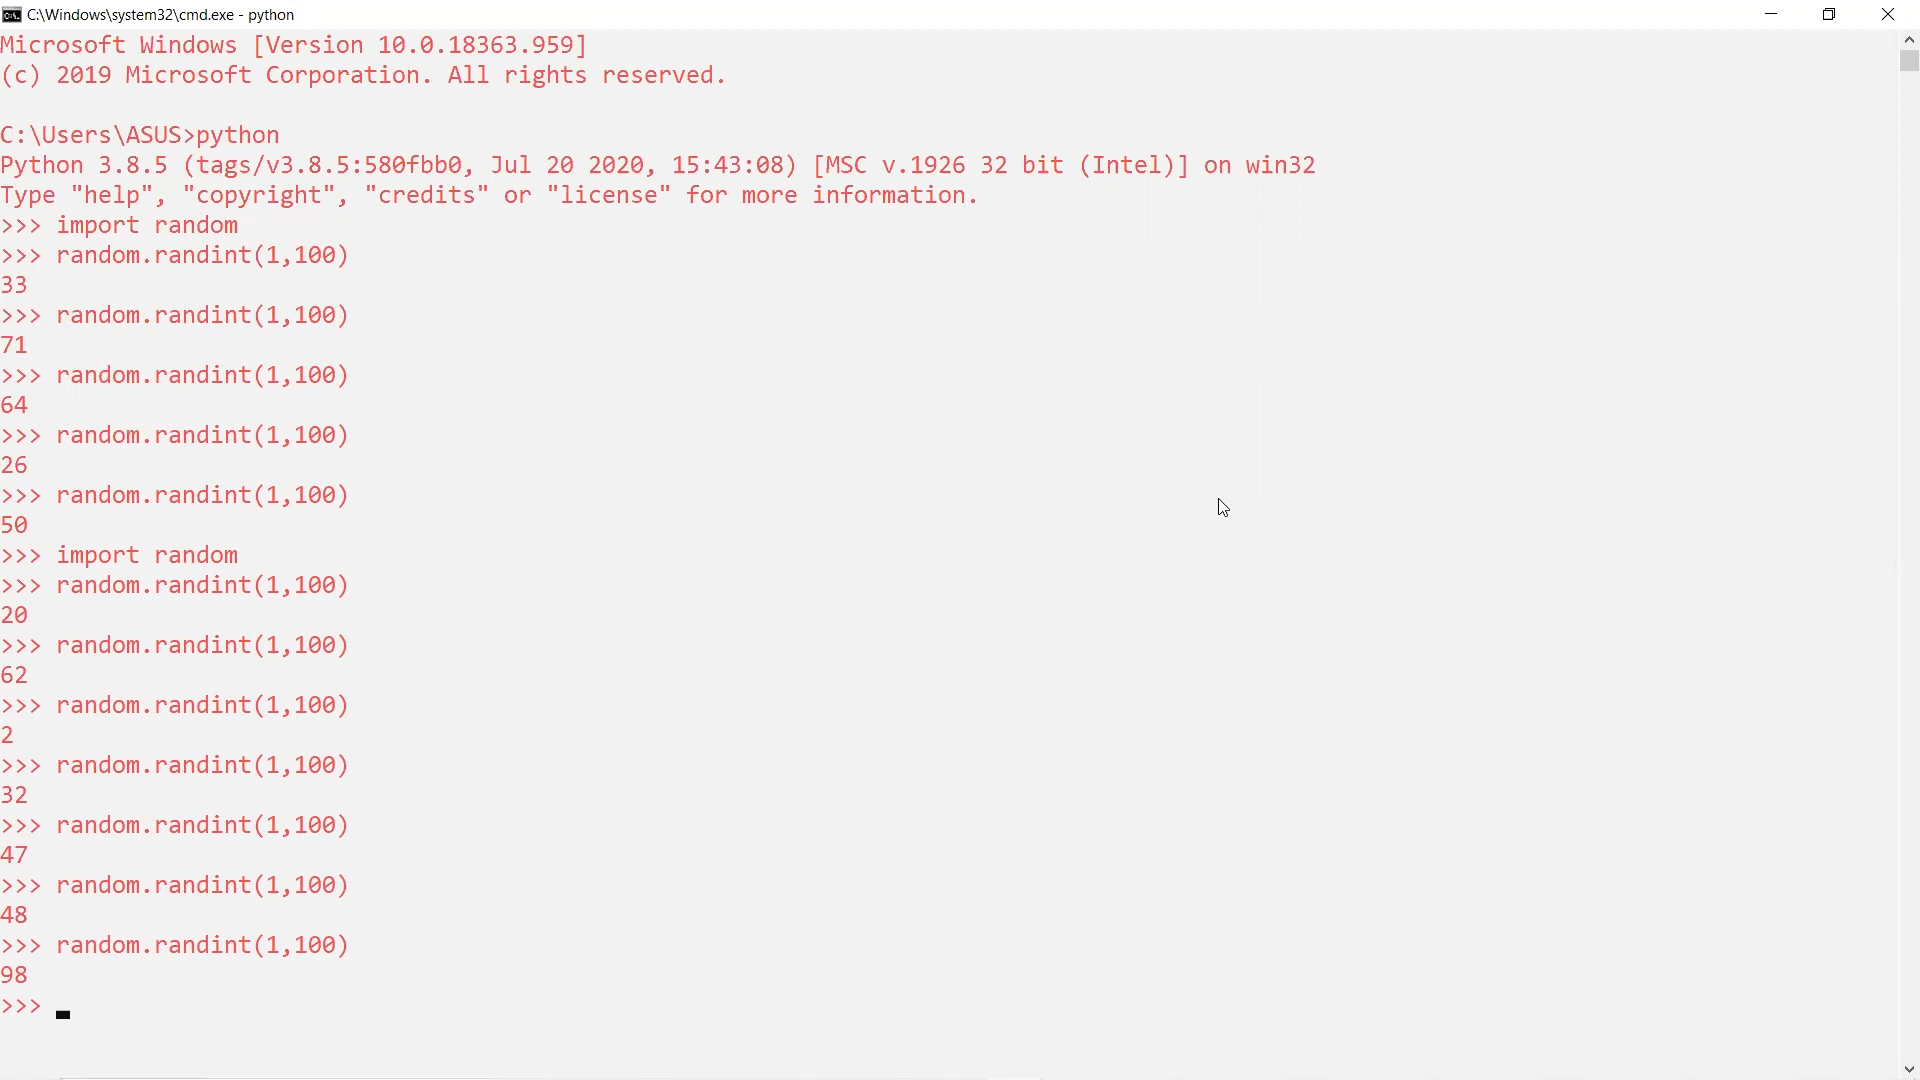 C:\Windows\system32\cmd.exe - python
Microsoft Windows [Version 10.0.18363.959]
(c) 2019 Microsoft Corporation. All rights reserved.
C:\Users\ASUS>python
Python 3.8.5 (tags/v3.8.5:580fbb0, Jul 20 2020, 15:43:08) [MSC v.1926 32 bit (Intel)] on win32
Type "help", "copyright", "credits" or "license" for more information.
>>> import random
>>> random.randint(1,100)
33
>>> random.randint(1,100)
71
>>> random.randint(1,100)
64
>>> random.randint(1,100)
26
>>> random.randint(1,100)
50
>>> import random
>>> random.randint(1,100)
20
>>> random.randint(1,100)
62
>>> random.randint(1,100)
2
>>> random.randint(1,100)
32
>>> random.randint(1,100)
47
>>> random.randint(1,100)
48
>>> random.randint(1,100)
98
>>>